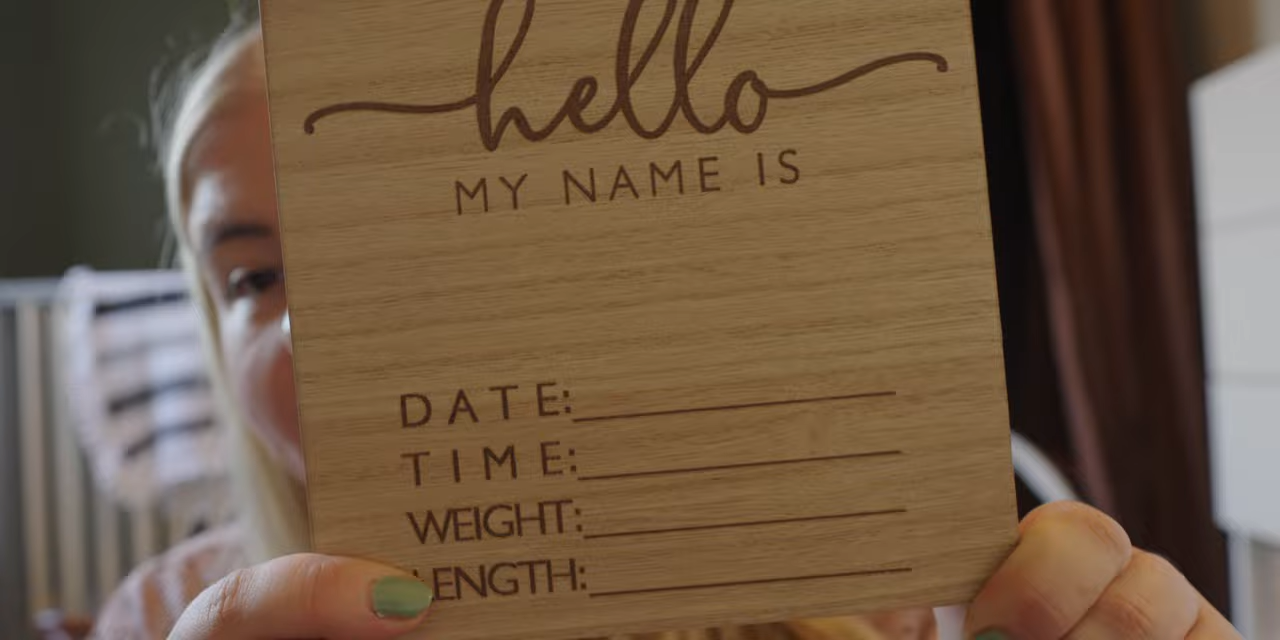 hello
MY NAME IS
DATE:
TIME:
WEIGHT:
LENGTH: